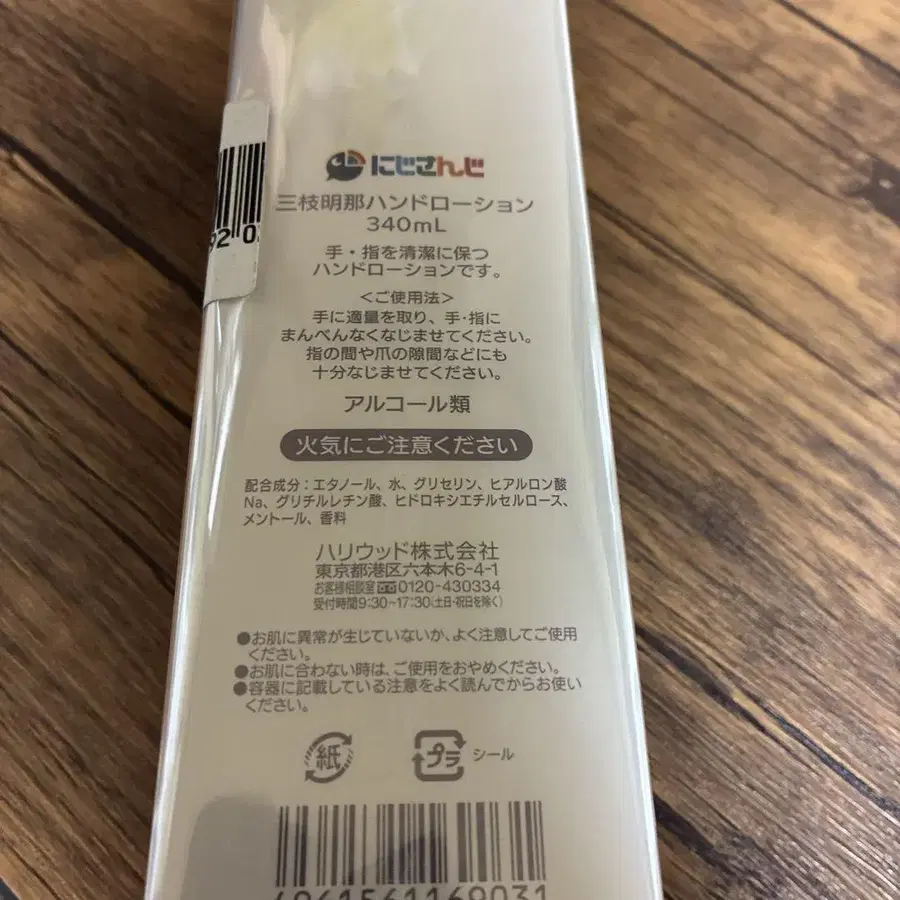 にじさんじ
三枝明那ハンドローション
340mL
手・指を清潔に保つ
ハンドローションです。
＜ご使用法＞
手に適量を取り、手・指に
まんべんなくなじませてください。
指の間や爪の隙間などにも
十分なじませてください。
アルコール類
火気にご注意ください
配合成分：エタノール、水、グリセリン、ヒアルロン酸
Na、グリチルレチン酸、ヒドロキシエチルセルロース、
メントール、香料
ハリウッド株式会社
東京都港区六本木6-4-1
お客様相談室 0120-430334
受付時間9:30~17:30(土日・祝日を除く)
●お肌に異常が生じていないか、よく注意してご使用
ください。
●お肌に合わない時は、ご使用をおやめください。
●容器に記載している注意をよく読んでからお使い
ください。
紙
プラ シール
4961561169031